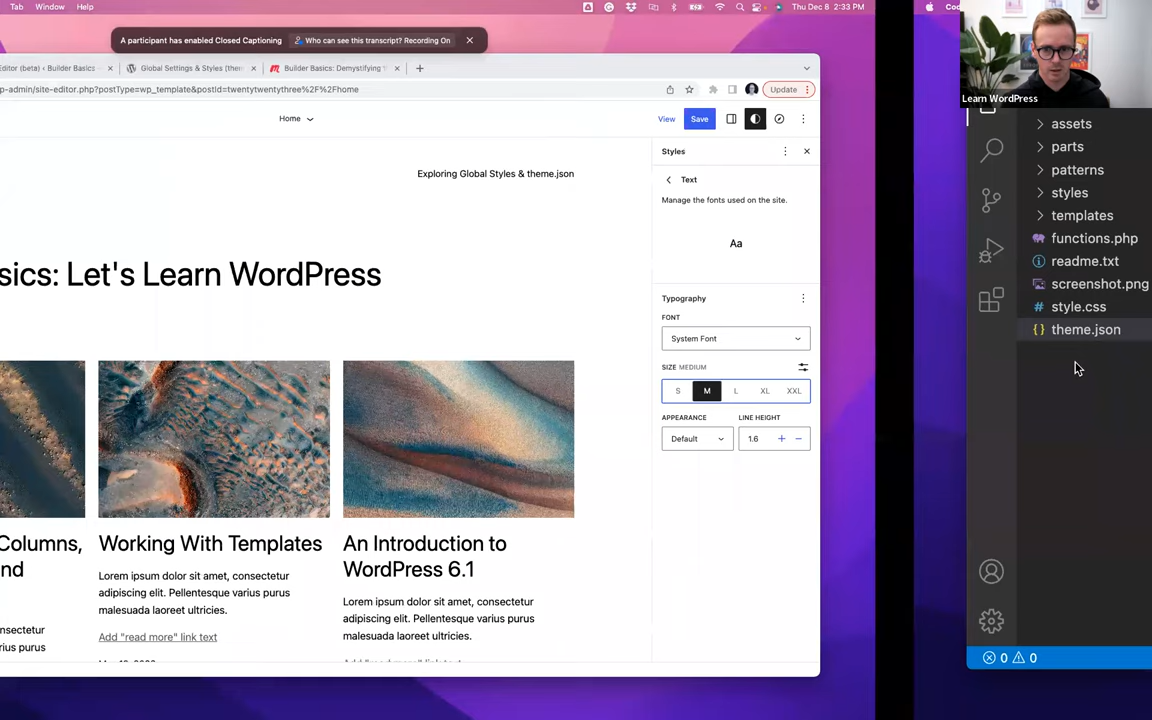 Tab Window Help
Thu Dec 8 2:33 PM
A participant has enabled Closed Captioning
Who can see this transcript? Recording On
Editor (beta) ‹ Builder Basics
Global Settings & Styles (then
Builder Basics: Demystifying
p-admin/site-editor.php?postType=wp_template&postId=twentytwentythree%2F%2Fhome
Update
Home
View
Save
Styles
Text
Manage the fonts used on the site.
Aa
Typography
FONT
System Font
SIZE MEDIUM
S M L XL XXL
APPEARANCE
LINE HEIGHT
Default
1.6
Exploring Global Styles & theme.json
sics: Let's Learn WordPress
Columns,
nd
nsectetur
rius purus
Working With Templates
Lorem ipsum dolor sit amet, consectetur
adipiscing elit. Pellentesque varius purus
malesuada laoreet ultricies.
Add "read more" link text
An Introduction to
WordPress 6.1
Lorem ipsum dolor sit amet, consectetur
adipiscing elit. Pellentesque varius purus
malesuada laoreet ultricies.
Learn WordPress
assets
parts
patterns
styles
templates
functions.php
readme.txt
screenshot.png
# style.css
{} theme.json
0 0